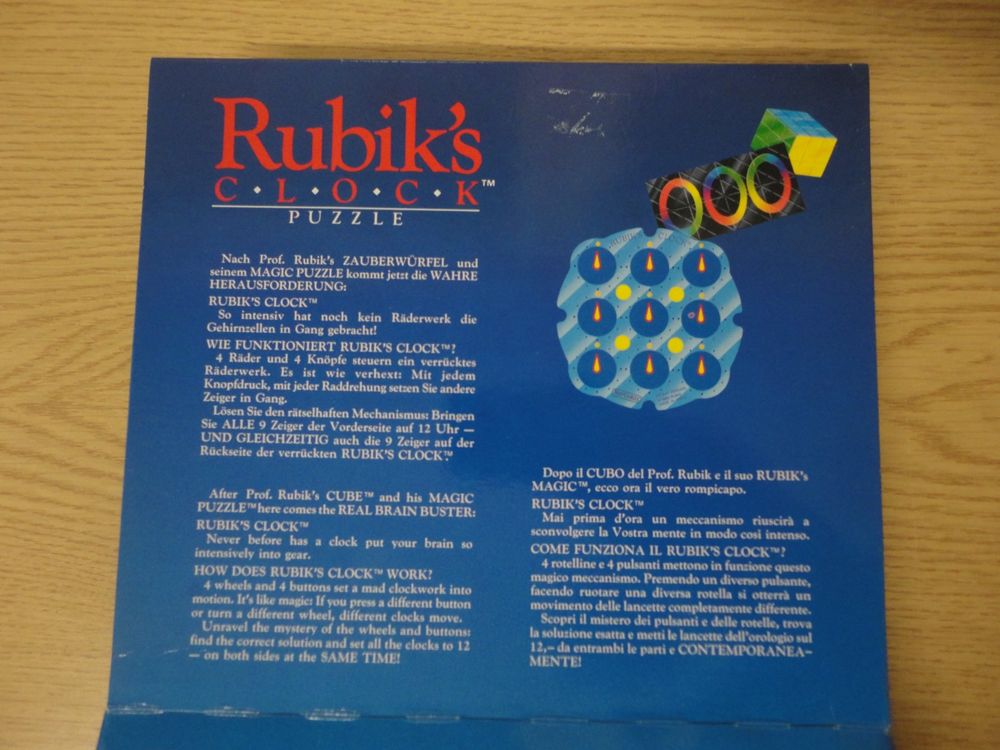 Rubik's
C·L·O·C·K™
PUZZLE
Nach Prof. Rubik's ZAUBERWÜRFEL und
seinem MAGIC PUZZLE kommt jetzt die WAHRE
HERAUSFORDERUNG:
RUBIK'S CLOCK™
So intensiv hat noch kein Räderwerk die
Gehirnzellen in Gang gebracht!
WIE FUNKTIONIERT RUBIK'S CLOCK™?
4 Räder und 4 Knöpfe steuern ein verrücktes
Räderwerk. Es ist wie verhext: Mit jedem
Knopfdruck, mit jeder Raddrehung setzen Sie andere
Zeiger in Gang.
Lösen Sie den rätselhaften Mechanismus: Bringen
Sie ALLE 9 Zeiger der Vorderseite auf 12 Uhr —
UND GLEICHZEITIG auch die 9 Zeiger auf der
Rückseite der verrückten RUBIK'S CLOCK™.
After Prof. Rubik's CUBE™ and his MAGIC
PUZZLE™ here comes the REAL BRAIN BUSTER:
RUBIK'S CLOCK™
Never before has a clock put your brain so
intensively into gear.
HOW DOES RUBIK'S CLOCK™ WORK?
4 wheels and 4 buttons set a mad clockwork into
motion. It's like magic: If you press a different button
or turn a different wheel, different clocks move.
Unravel the mystery of the wheels and buttons:
find the correct solution and set all the clocks to 12
— on both sides at the SAME TIME!
RUBIK'S CLOCK
Dopo il CUBO del Prof. Rubik e il suo RUBIK's
MAGIC™, ecco ora il vero rompicapo.
RUBIK'S CLOCK™
Mai prima d'ora un meccanismo riuscirà a
sconvolgere la Vostra mente in modo così intenso.
COME FUNZIONA IL RUBIK'S CLOCK™?
4 rotelline e 4 pulsanti mettono in funzione questo
magico meccanismo. Premendo un diverso pulsante,
facendo ruotare una diversa rotella si otterrà un
movimento delle lancette completamente differente.
Scopri il mistero dei pulsanti e delle rotelle, trova
la soluzione esatta e metti le lancette dell'orologio sul
12,– da entrambi le parti e CONTEMPORANEA–
MENTE!